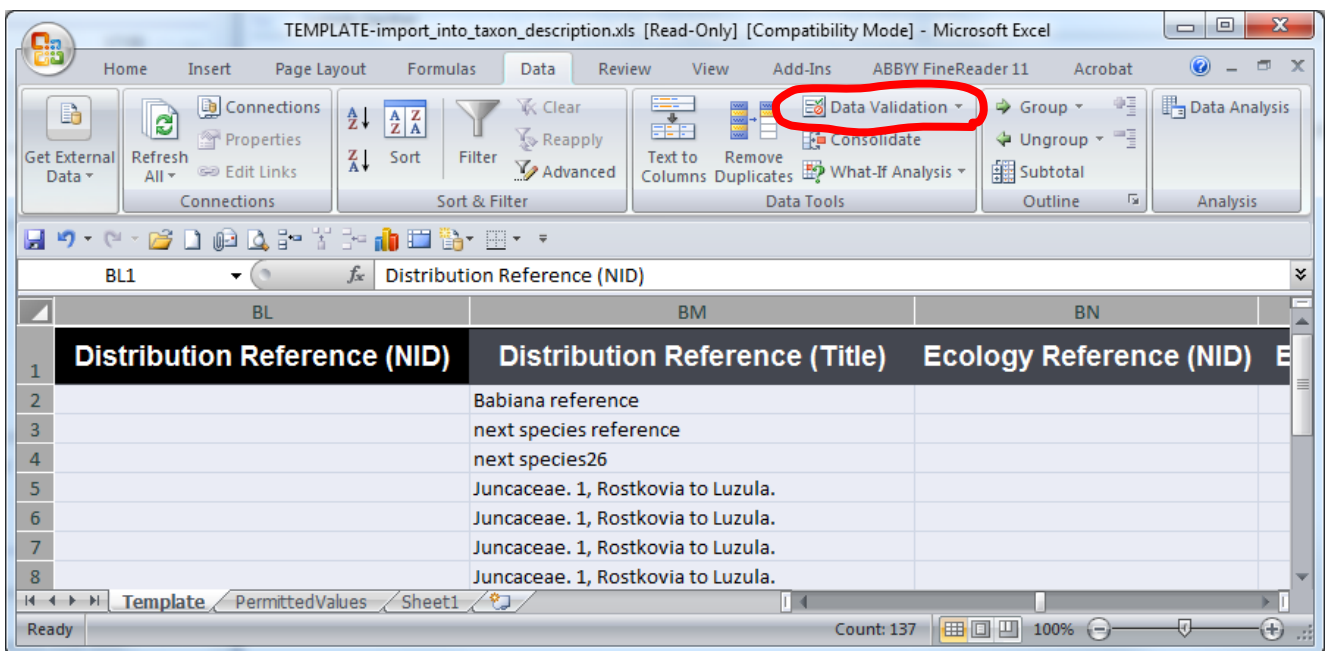 TEMPLATE-import_into_taxon_description.xls [Read-Only] [Compatibility Mode] - Microsoft Excel
Home Insert Page Layout Formulas Data Review View Add-Ins ABBYY FineReader 11 Acrobat
Get External Data
Refresh All
Connections
Properties
Edit Links
Connections
Sort
Filter
Clear
Reapply
Advanced
Sort & Filter
Text to Columns
Remove Duplicates
Data Validation
Consolidate
What-If Analysis
Data Tools
Group
Ungroup
Subtotal
Outline
Data Analysis
Analysis
BL1 fx Distribution Reference (NID)
BL BM BN
1 Distribution Reference (NID) Distribution Reference (Title) Ecology Reference (NID) E
2 Babiana reference
3 next species reference
4 next species26
5 Juncaceae. 1, Rostkovia to Luzula.
6 Juncaceae. 1, Rostkovia to Luzula.
7 Juncaceae. 1, Rostkovia to Luzula.
8 Juncaceae. 1, Rostkovia to Luzula.
Template PermittedValues Sheet1
Ready Count: 137 100%